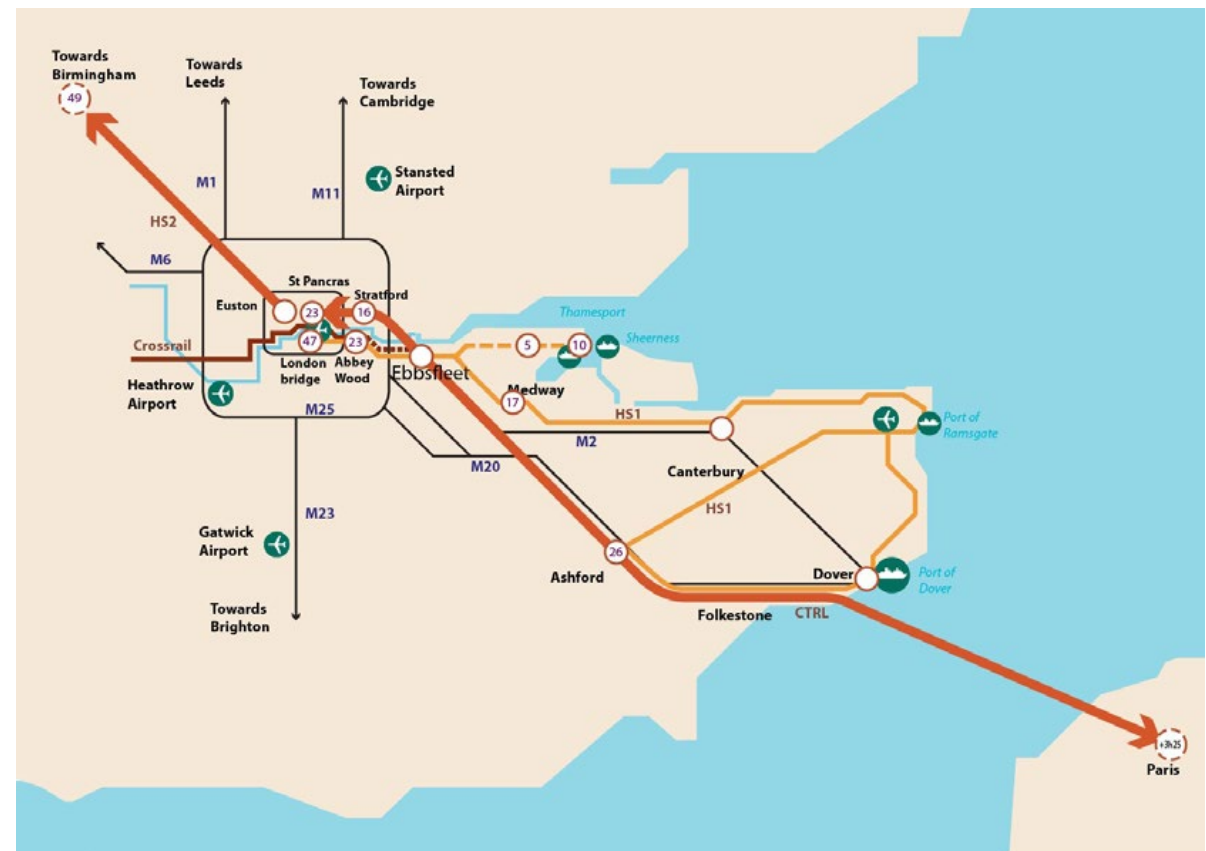 Towards
Birmingham
49
Towards
Leeds
Towards
Cambridge
Stansted
Airport
M1
M11
HS2
M6
St Pancras
Euston
23
Stratford
16
Crossrail
47
23
London
bridge
Abbey
Wood
Ebbsfleet
Thamesport
Sheerness
5
10
Medway
17
Heathrow
Airport
M25
HS1
M2
Port of
Ramsgate
M20
Canterbury
HS1
M23
Gatwick
Airport
26
Ashford
Dover
Port of
Dover
Towards
Brighton
Folkestone
CTRL
+3h25
Paris